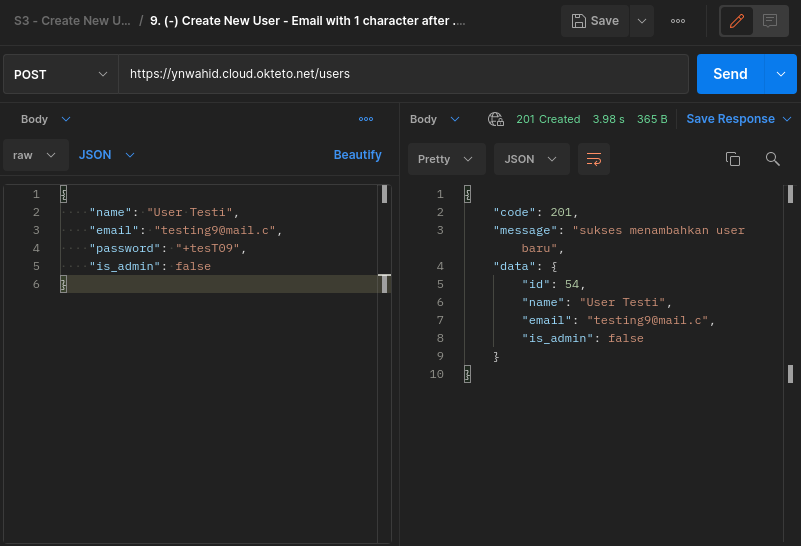 S3 - Create New U... / 9. (-) Create New User - Email with 1 character after ....
Save
POST
https://ynwahid.cloud.okteto.net/users
Send
Body
raw
JSON
Beautify
1 {
2 "name": "User Testi",
3 "email": "testing9@mail.c",
4 "password": "+tesT09",
5 "is_admin": false
6 }
Body
201 Created 3.98 s 365 B
Save Response
Pretty
JSON
1 {
2 "code": 201,
3 "message": "sukses menambahkan user
baru",
4 "data": {
5 "id": 54,
6 "name": "User Testi",
7 "email": "testing9@mail.c",
8 "is_admin": false
9 }
10 }